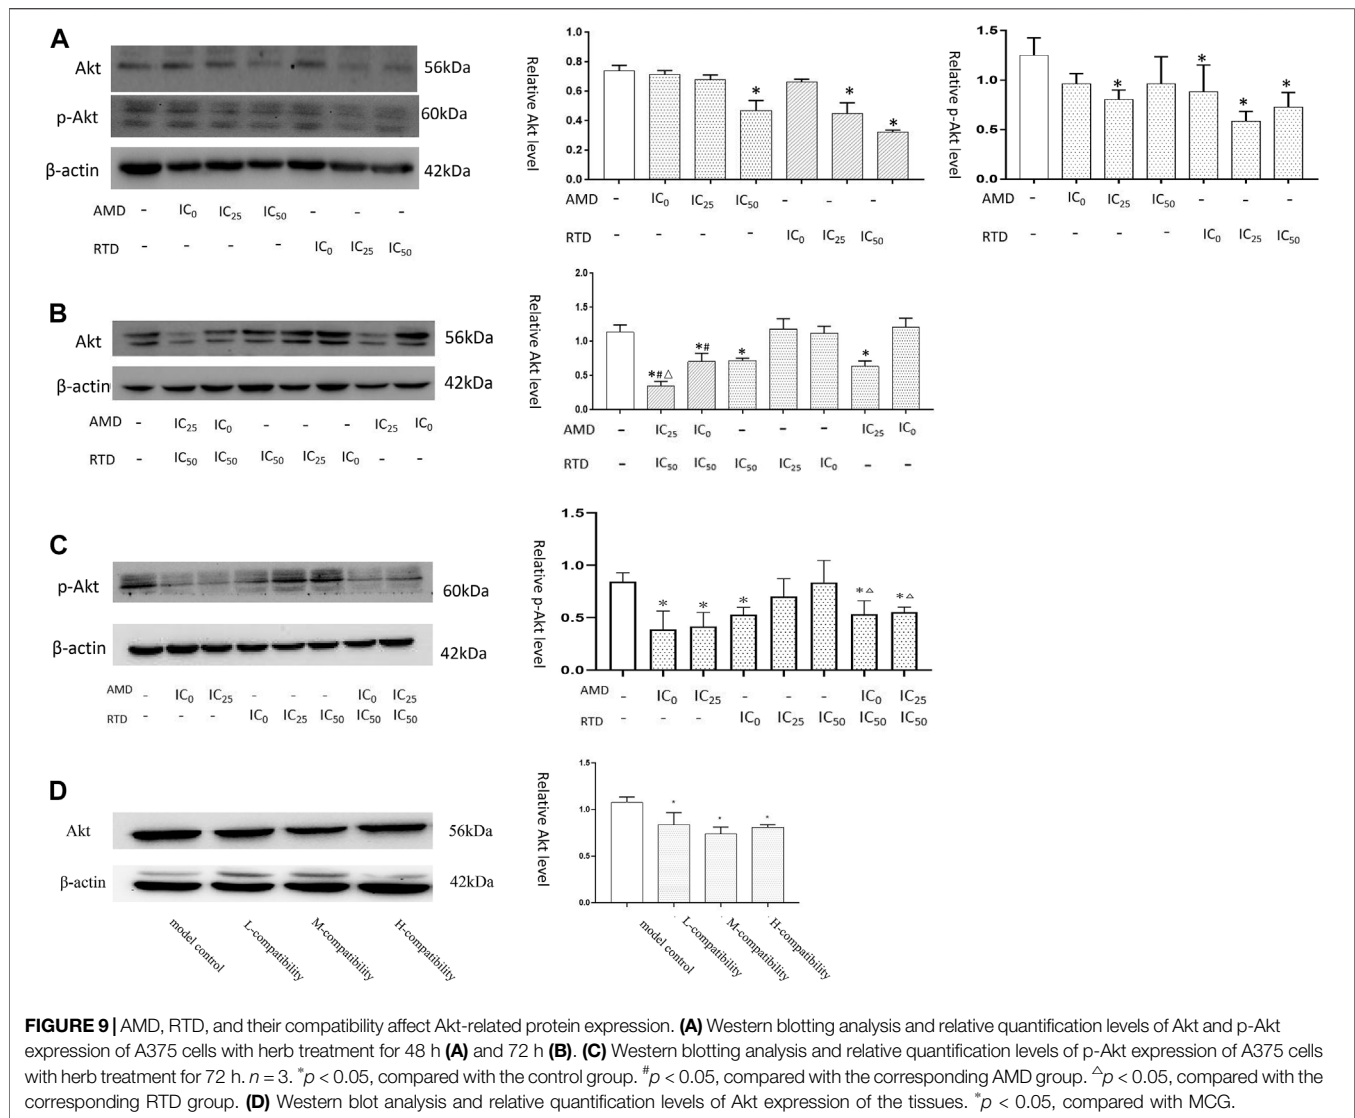 A
Akt
56kDa
p-Akt
60kDa
β-actin
42kDa
AMD - IC0 IC25 IC50 - - -
RTD - - - - IC0 IC25 IC50
Relative Akt level
1.0
0.8
0.6
0.4
0.2
0.0
* * *
AMD - IC0 IC25 IC50 - - -
RTD - - - - IC0 IC25 IC50
Relative p-Akt level
1.5
1.0
0.5
0.0
* * * *
AMD - IC0 IC25 IC50 - - -
RTD - - - - IC0 IC25 IC50
B
Akt
56kDa
β-actin
42kDa
AMD - IC25 IC0 - - - IC25 IC0
RTD - IC50 IC50 IC50 IC25 IC0 - -
Relative Akt level
2.0
1.5
1.0
0.5
0.0
*#△ *# * *
AMD - IC25 IC0 - - - IC25 IC0
RTD - IC50 IC50 IC50 IC25 IC0 - -
C
p-Akt
60kDa
β-actin
42kDa
AMD - IC0 IC25 - - - IC0 IC25
RTD - - - IC0 IC25 IC50 IC50 IC50
Relative p-Akt level
1.5
1.0
0.5
0.0
* * * *△ *△
AMD - IC0 IC25 - - - IC0 IC25
RTD - - - IC0 IC25 IC50 IC50 IC50
D
Akt
56kDa
β-actin
42kDa
model control
L-compatibility
M-compatibility
H-compatibility
Relative Akt level
1.5
1.0
0.5
0.0
* * *
model control
L-compatibility
M-compatibility
H-compatibility
FIGURE 9 | AMD, RTD, and their compatibility affect Akt-related protein expression. (A) Western blotting analysis and relative quantification levels of Akt and p-Akt
expression of A375 cells with herb treatment for 48 h (A) and 72 h (B). (C) Western blotting analysis and relative quantification levels of p-Akt expression of A375 cells
with herb treatment for 72 h. n = 3. *p < 0.05, compared with the control group. #p < 0.05, compared with the corresponding AMD group. △p < 0.05, compared with the
corresponding RTD group. (D) Western blot analysis and relative quantification levels of Akt expression of the tissues. *p < 0.05, compared with MCG.